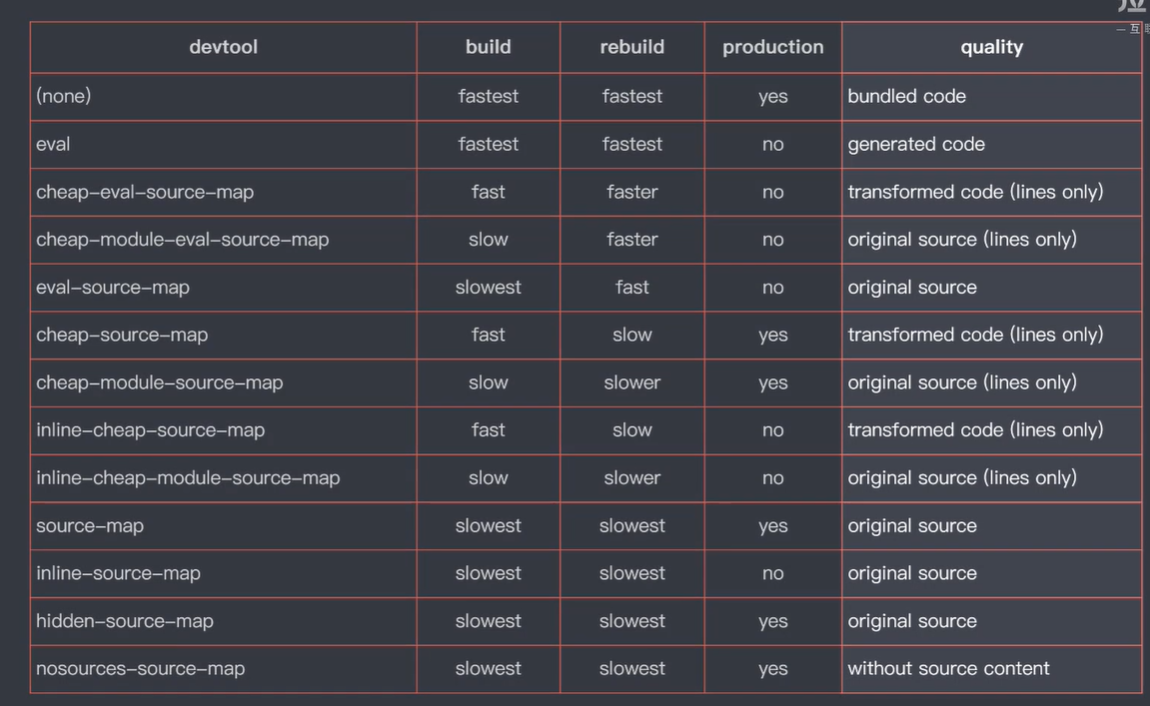 devtool build rebuild production quality
(none) fastest fastest yes bundled code
eval fastest fastest no generated code
cheap-eval-source-map fast faster no transformed code (lines only)
cheap-module-eval-source-map slow faster no original source (lines only)
eval-source-map slowest fast no original source
cheap-source-map fast slow yes transformed code (lines only)
cheap-module-source-map slow slower yes original source (lines only)
inline-cheap-source-map fast slow no transformed code (lines only)
inline-cheap-module-source-map slow slower no original source (lines only)
source-map slowest slowest yes original source
inline-source-map slowest slowest no original source
hidden-source-map slowest slowest yes original source
nosources-source-map slowest slowest yes without source content